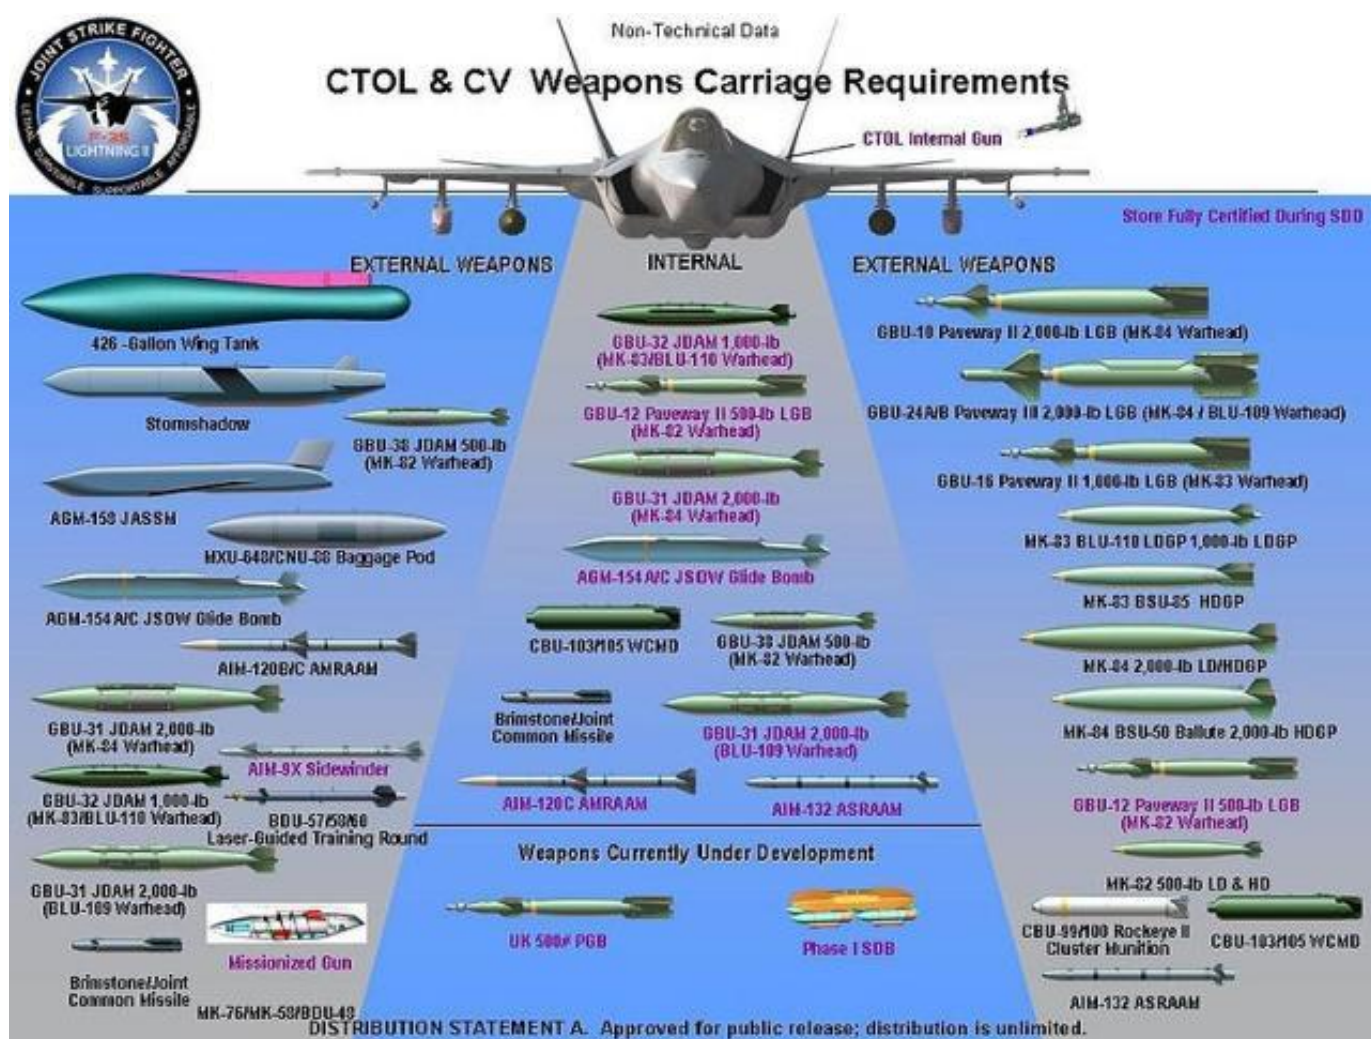 Non-Technical Data
CTOL & CV Weapons Carriage Requirements
JOINT STRIKE FIGHTER
F-35
LIGHTNING II
LETHAL SURVIVABLE SUPPORTABLE AFFORDABLE
CTOL Internal Gun
Store Fully Certified During SDD
EXTERNAL WEAPONS
426 -Gallon Wing Tank
Stormshadow
GBU-38 JDAM 500-lb
(MK-82 Warhead)
AGM-158 JASSM
MXU-648/CNU-88 Baggage Pod
AGM-154 A/C JSOW Glide Bomb
AIM-120B/C AMRAAM
GBU-31 JDAM 2,000-lb
(MK-84 Warhead)
AIM-9X Sidewinder
GBU-32 JDAM 1,000-lb
(MK-83/BLU-110 Warhead)
BDU-57/58/60
Laser-Guided Training Round
GBU-31 JDAM 2,000-lb
(BLU-109 Warhead)
Missionized Gun
Brimstone/Joint
Common Missile
MK-76/MK-58/BDU-48
INTERNAL
GBU-32 JDAM 1,000-lb
(MK-83/BLU-110 Warhead)
GBU-12 Paveway II 500-lb LGB
(MK-82 Warhead)
GBU-31 JDAM 2,000-lb
(MK-84 Warhead)
AGM-154 A/C JSOW Glide Bomb
CBU-103/105 WCMD
GBU-38 JDAM 500-lb
(MK-82 Warhead)
Brimstone/Joint
Common Missile
GBU-31 JDAM 2,000-lb
(BLU-109 Warhead)
AIM-120C AMRAAM
AIM-132 ASRAAM
Weapons Currently Under Development
UK 500# PGB
Phase I SDB
EXTERNAL WEAPONS
GBU-10 Paveway II 2,000-lb LGB (MK-84 Warhead)
GBU-24A/B Paveway III 2,000-lb LGB (MK-84 / BLU-109 Warhead)
GBU-16 Paveway II 1,000-lb LGB (MK-83 Warhead)
MK-83 BLU-110 LDGP 1,000-lb LDGP
MK-83 BSU-85 HDGP
MK-84 2,000-lb LD/HDGP
MK-84 BSU-50 Ballute 2,000-lb HDGP
GBU-12 Paveway II 500-lb LGB
(MK-82 Warhead)
MK-82 500-lb LD & HD
CBU-99/100 Rockeye II
Cluster Munition
CBU-103/105 WCMD
AIM-132 ASRAAM
DISTRIBUTION STATEMENT A. Approved for public release; distribution is unlimited.